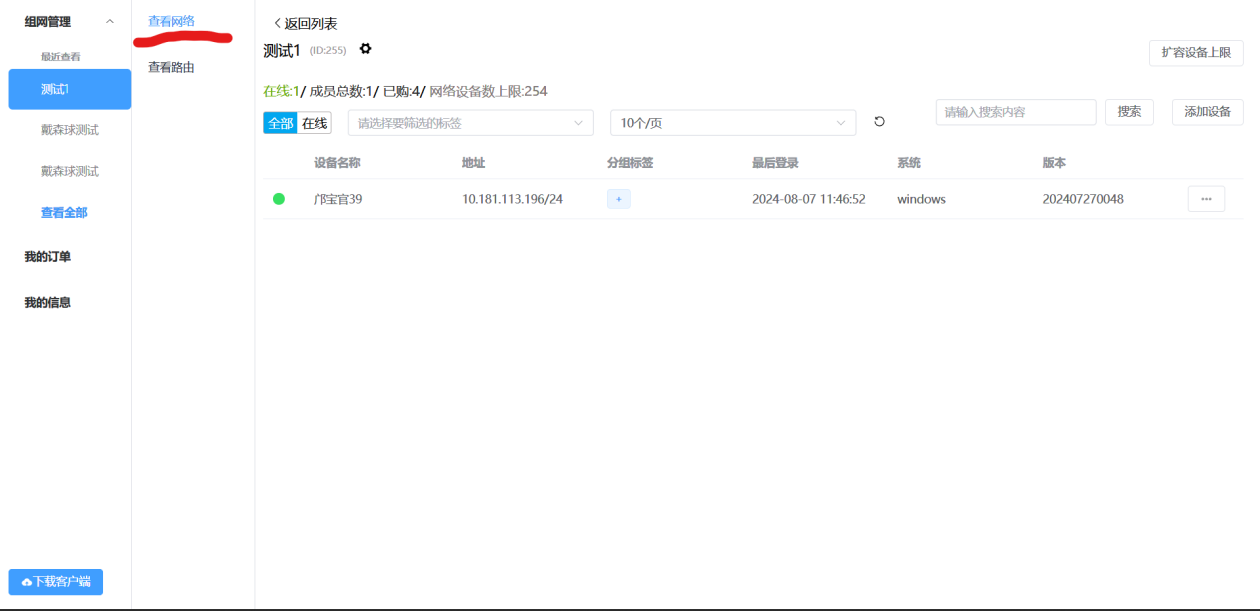 组网管理
最近查看
测试1
戴森球测试
戴森球测试
查看全部
我的订单
我的信息
下载客户端
查看网络
查看路由
返回列表
测试1 (ID:255)
扩容设备上限
在线:1/ 成员总数:1/ 已购:4/ 网络设备数上限:254
全部 在线 请选择要筛选的标签 10个/页 请输入搜索内容 搜索 添加设备
设备名称 地址 分组标签 最后登录 系统 版本
邝宝官39 10.181.113.196/24 + 2024-08-07 11:46:52 windows 202407270048 ···